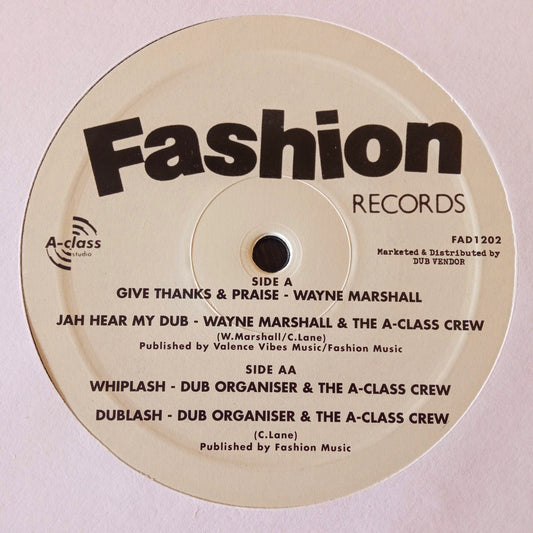 Fashion
RECORDS
A-class
studio
FAD1202
Marketed & Distributed by
DUB VENDOR
SIDE A
GIVE THANKS & PRAISE - WAYNE MARSHALL
JAH HEAR MY DUB - WAYNE MARSHALL & THE A-CLASS CREW
(W.Marshall/C.Lane)
Published by Valence Vibes Music/Fashion Music
SIDE AA
WHIPLASH - DUB ORGANISER & THE A-CLASS CREW
DUBLASH - DUB ORGANISER & THE A-CLASS CREW
(C.Lane)
Published by Fashion Music